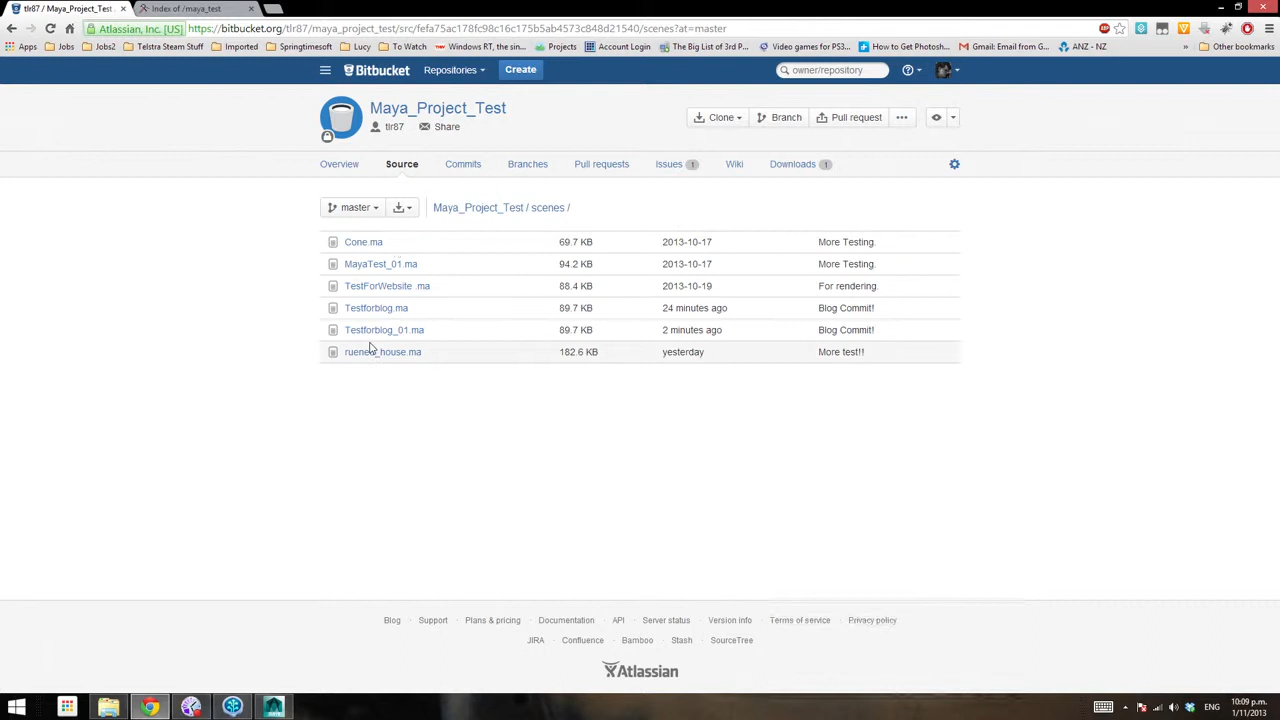 tlr87 / Maya_Project_Test
Index of /maya_test
Atlassian, Inc. [US]
https://bitbucket.org/tlr87/maya_project_test/src/fefa75ac178fc98c16c175b5ab4573c848d21540/scenes?at=master
Apps
Jobs
Jobs2
Telstra Steam Stuff
Imported
Springtimesoft
Lucy
To Watch
Windows RT, the sin...
Projects
Account Login
The Big List of 3rd P...
Video games for PS3...
How to Get Photosh...
Gmail: Email from G...
ANZ - NZ
»
Other bookmarks
Bitbucket
Repositories
Create
owner/repository
Maya_Project_Test
tlr87
Share
Clone
Branch
Pull request
Overview
Source
Commits
Branches
Pull requests
Issues 1
Wiki
Downloads 1
master
Maya_Project_Test / scenes /
Cone.ma 69.7 KB 2013-10-17 More Testing.
MayaTest_01.ma 94.2 KB 2013-10-17 More Testing.
TestForWebsite .ma 88.4 KB 2013-10-19 For rendering.
Testforblog.ma 89.7 KB 24 minutes ago Blog Commit!
Testforblog_01.ma 89.7 KB 2 minutes ago Blog Commit!
182.6 KB yesterday More test!!
Blog · Support · Plans & pricing · Documentation · API · Server status · Version info · Terms of service · Privacy policy
JIRA · Confluence · Bamboo · Stash · SourceTree
Atlassian
ENG
10:09 p.m.
1/11/2013